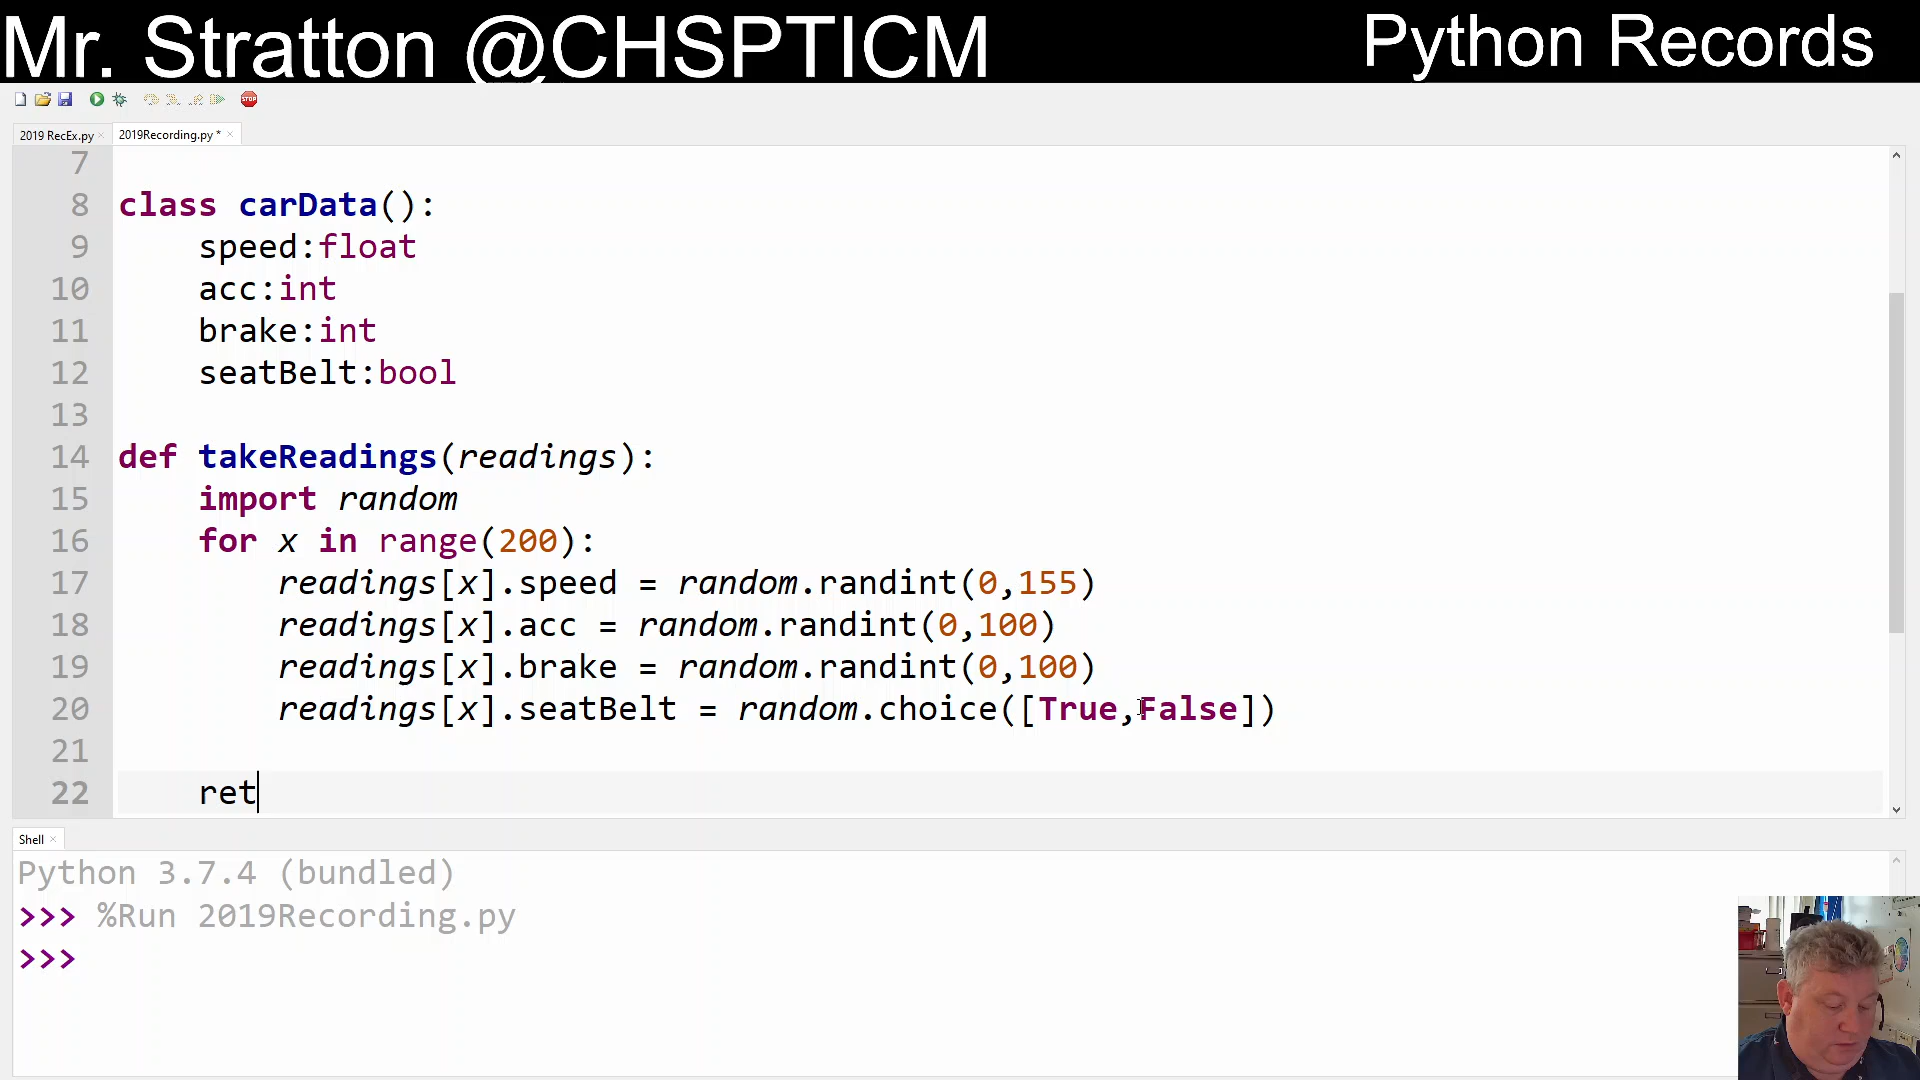 Mr. Stratton @CHSPTICM
Python Records
STOP
2019 RecEx.py
2019Recording.py *
7
8 class carData():
9 speed:float
10 acc:int
11 brake:int
12 seatBelt:bool
13
14 def takeReadings(readings):
15 import random
16 for x in range(200):
17 readings[x].speed = random.randint(0,155)
18 readings[x].acc = random.randint(0,100)
19 readings[x].brake = random.randint(0,100)
20 readings[x].seatBelt = random.choice([True,False])
21
22 ret
Shell
Python 3.7.4 (bundled)
>>> %Run 2019Recording.py
>>>